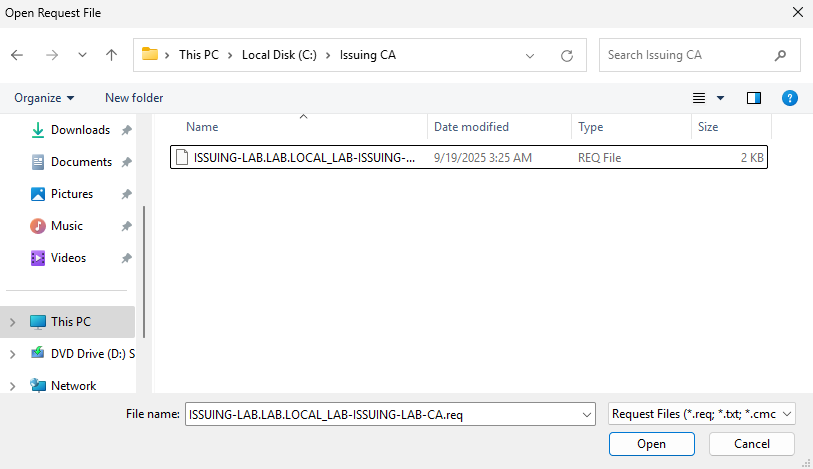 Open Request File
This PC > Local Disk (C:) > Issuing CA
Search Issuing CA
Organize
New folder
Name
Date modified
Type
Size
Downloads
ISSUING-LAB.LAB.LOCAL_LAB-ISSUING-...
9/19/2025 3:25 AM
REQ File
2 KB
Documents
Pictures
Music
Videos
This PC
DVD Drive (D:) S
Network
File name:
ISSUING-LAB.LAB.LOCAL_LAB-ISSUING-LAB-CA.req
Request Files (*.req; *.txt; *.cmc
Open
Cancel